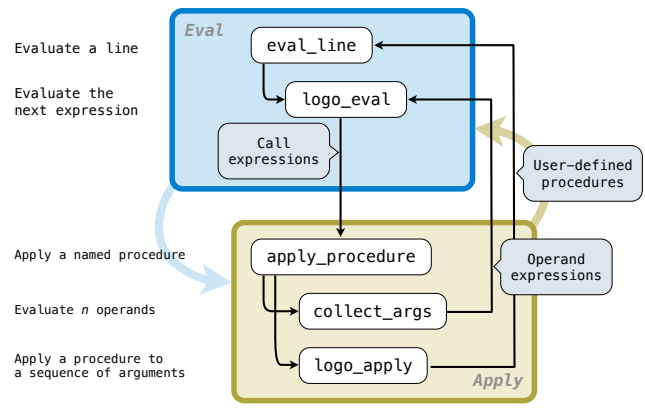 Eval
Evaluate a line
eval_line
Evaluate the
next expression
logo_eval
Call
expressions
User-defined
procedures
Apply a named procedure
apply_procedure
Operand
expressions
Evaluate n operands
collect_args
Apply a procedure to
a sequence of arguments
logo_apply
Apply